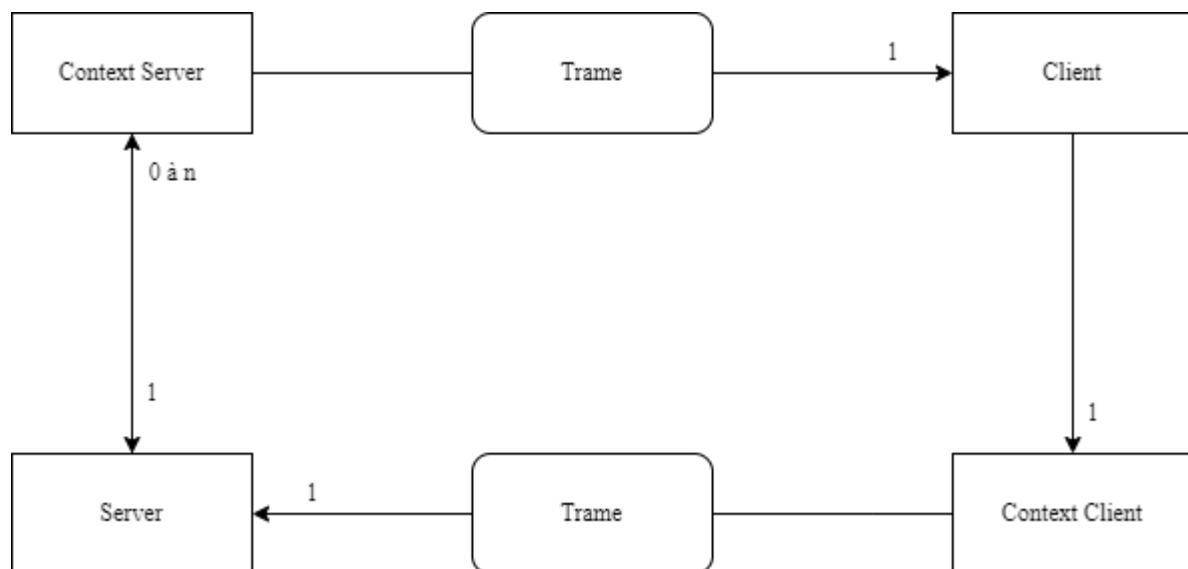 Context Server
Trame
1
Client
0 à n
1
1
Server
1
Trame
Context Client